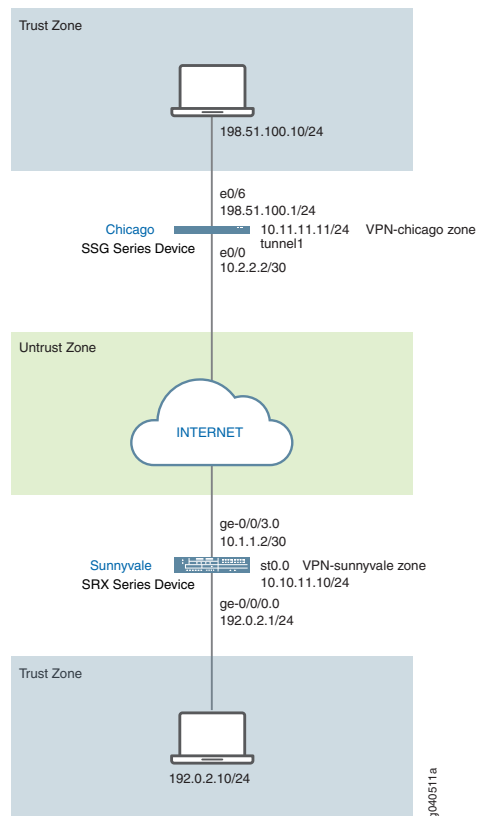 Trust Zone
198.51.100.10/24
e0/6
198.51.100.1/24
Chicago
SSG Series Device
10.11.11.11/24 VPN-chicago zone
tunnel1
e0/0
10.2.2.2/30
Untrust Zone
INTERNET
ge-0/0/3.0
10.1.1.2/30
Sunnyvale
SRX Series Device
st0.0 VPN-sunnyvale zone
10.10.11.10/24
ge-0/0/0.0
192.0.2.1/24
Trust Zone
192.0.2.10/24
g040511a